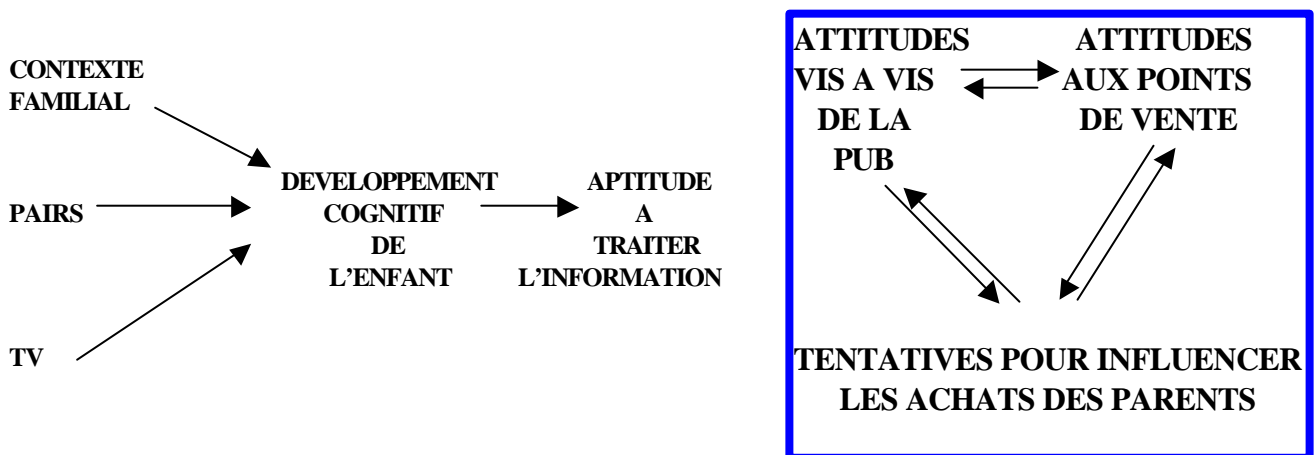 CONTEXTE
FAMILIAL
PAIRS
TV
DEVELOPPEMENT
COGNITIF
DE
L'ENFANT
APTITUDE
A
TRAITER
L'INFORMATION
ATTITUDES
VIS A VIS
DE LA
PUB
ATTITUDES
AUX POINTS
DE VENTE
TENTATIVES POUR INFLUENCER
LES ACHATS DES PARENTS